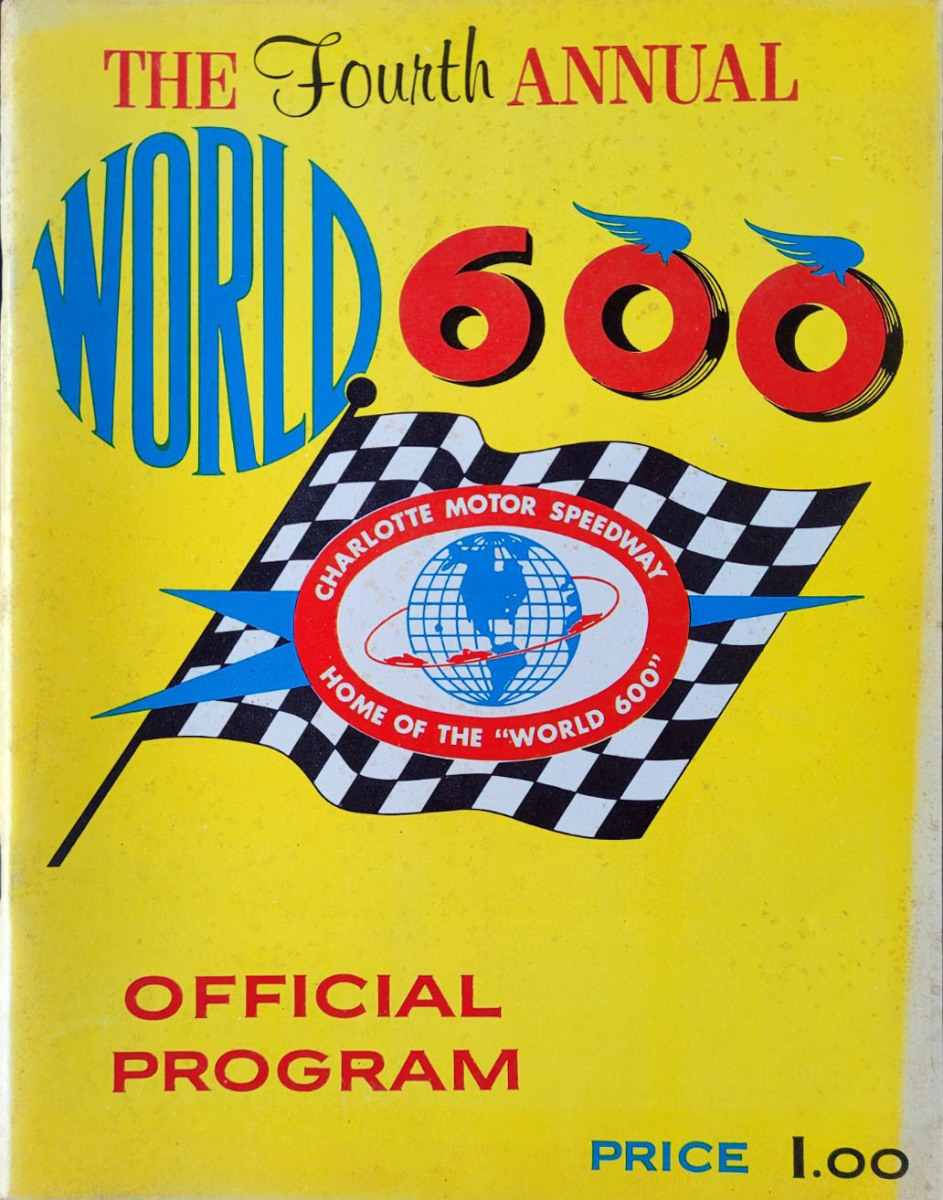 THE Fourth ANNUAL
WORLD 600
CHARLOTTE MOTOR SPEEDWAY
HOME OF THE "WORLD 600"
OFFICIAL
PROGRAM
PRICE 1.00